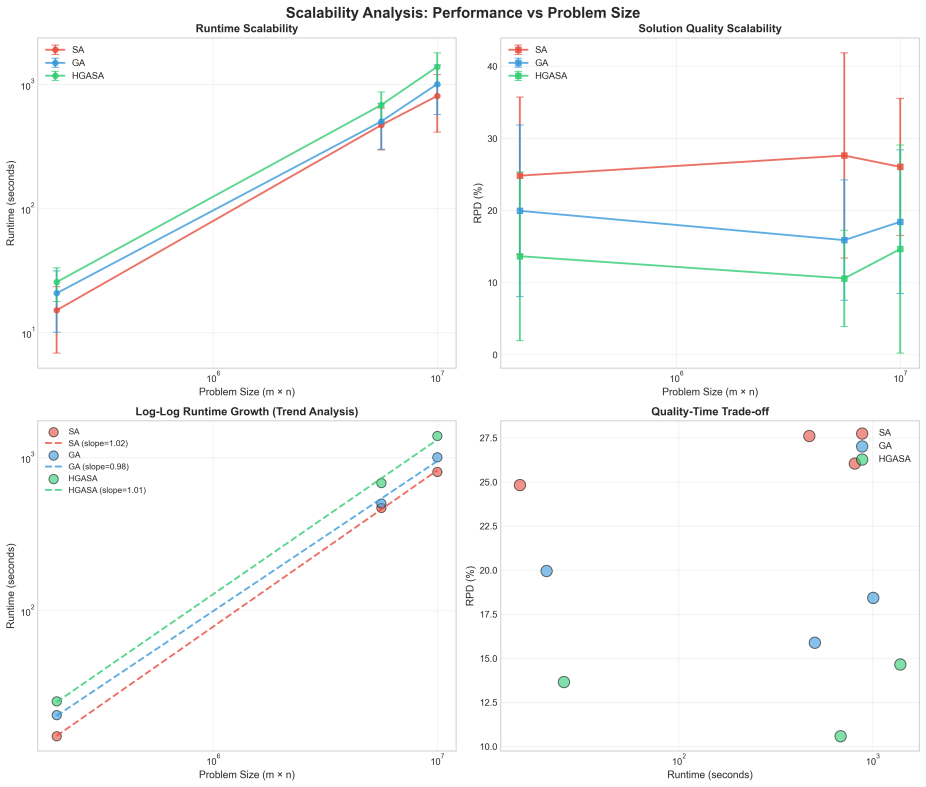 Scalability Analysis: Performance vs Problem Size
Runtime Scalability
SA
GA
HGASA
10³
10²
10¹
Runtime (seconds)
10⁶
10⁷
Problem Size (m × n)
Solution Quality Scalability
SA
GA
HGASA
40
30
20
10
0
RPD (%)
10⁶
10⁷
Problem Size (m × n)
Log-Log Runtime Growth (Trend Analysis)
SA
SA (slope=1.02)
GA
GA (slope=0.98)
HGASA
HGASA (slope=1.01)
10³
10²
Runtime (seconds)
10⁶
10⁷
Problem Size (m × n)
Quality-Time Trade-off
SA
GA
HGASA
27.5
25.0
22.5
20.0
17.5
15.0
12.5
10.0
RPD (%)
10²
10³
Runtime (seconds)